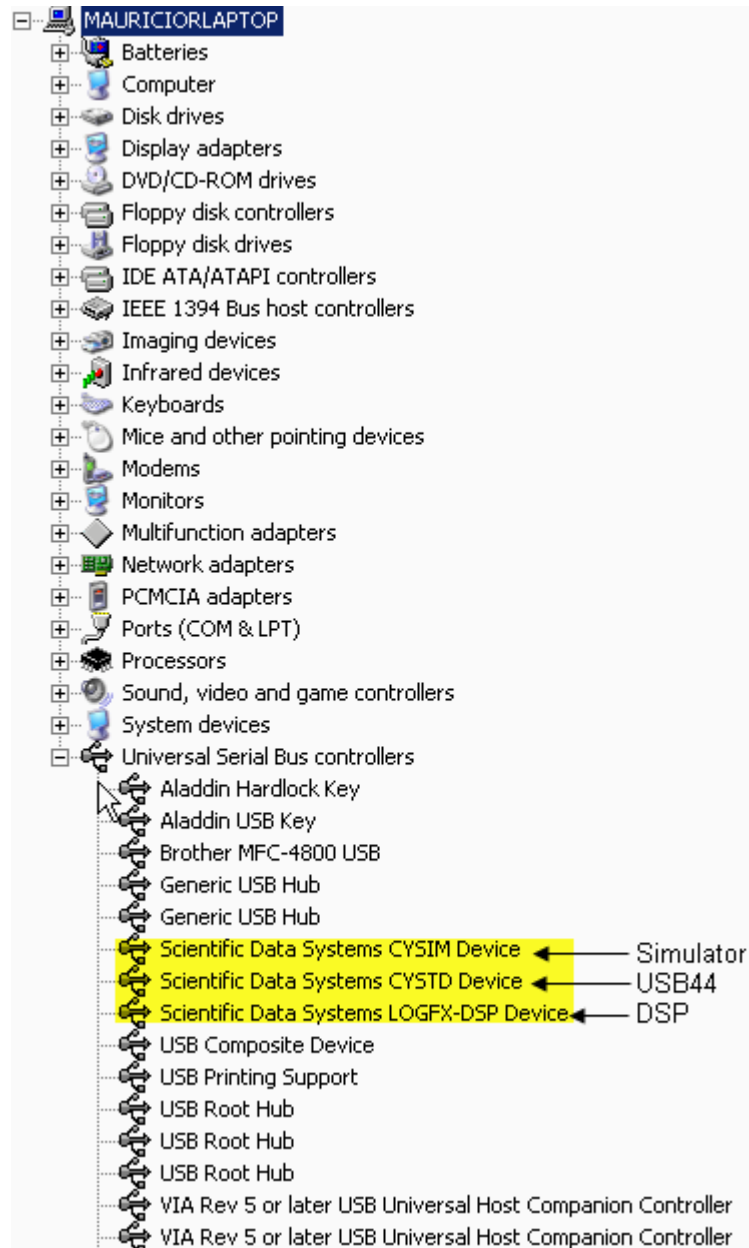 MAURICIORLAPTOP
Batteries
Computer
Disk drives
Display adapters
DVD/CD-ROM drives
Floppy disk controllers
Floppy disk drives
IDE ATA/ATAPI controllers
IEEE 1394 Bus host controllers
Imaging devices
Infrared devices
Keyboards
Mice and other pointing devices
Modems
Monitors
Multifunction adapters
Network adapters
PCMCIA adapters
Ports (COM & LPT)
Processors
Sound, video and game controllers
System devices
Universal Serial Bus controllers
Aladdin Hardlock Key
Aladdin USB Key
Brother MFC-4800 USB
Generic USB Hub
Generic USB Hub
Scientific Data Systems CYSIM Device Simulator
Scientific Data Systems CYSTD Device USB44
Scientific Data Systems LOGFX-DSP Device DSP
USB Composite Device
USB Printing Support
USB Root Hub
USB Root Hub
USB Root Hub
VIA Rev 5 or later USB Universal Host Companion Controller
VIA Rev 5 or later USB Universal Host Companion Controller